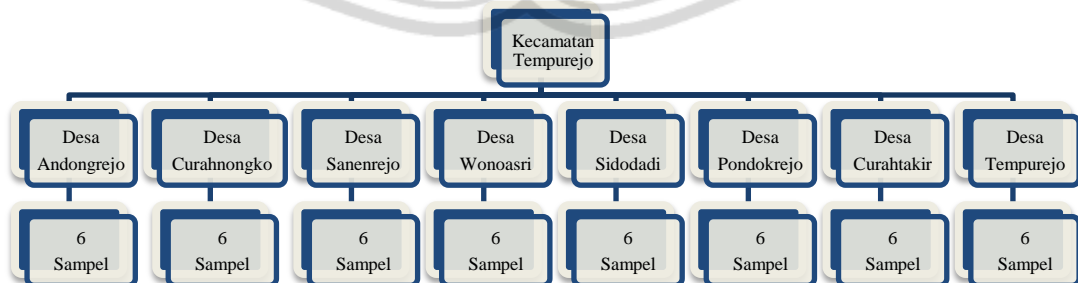 Kecamatan
Tempurejo
Desa
Andongrejo
Desa
Curahnongko
Desa
Sanenrejo
Desa
Wonoasri
Desa
Sidodadi
Desa
Pondokrejo
Desa
Curahtakir
Desa
Tempurejo
6
Sampel
6
Sampel
6
Sampel
6
Sampel
6
Sampel
6
Sampel
6
Sampel
6
Sampel